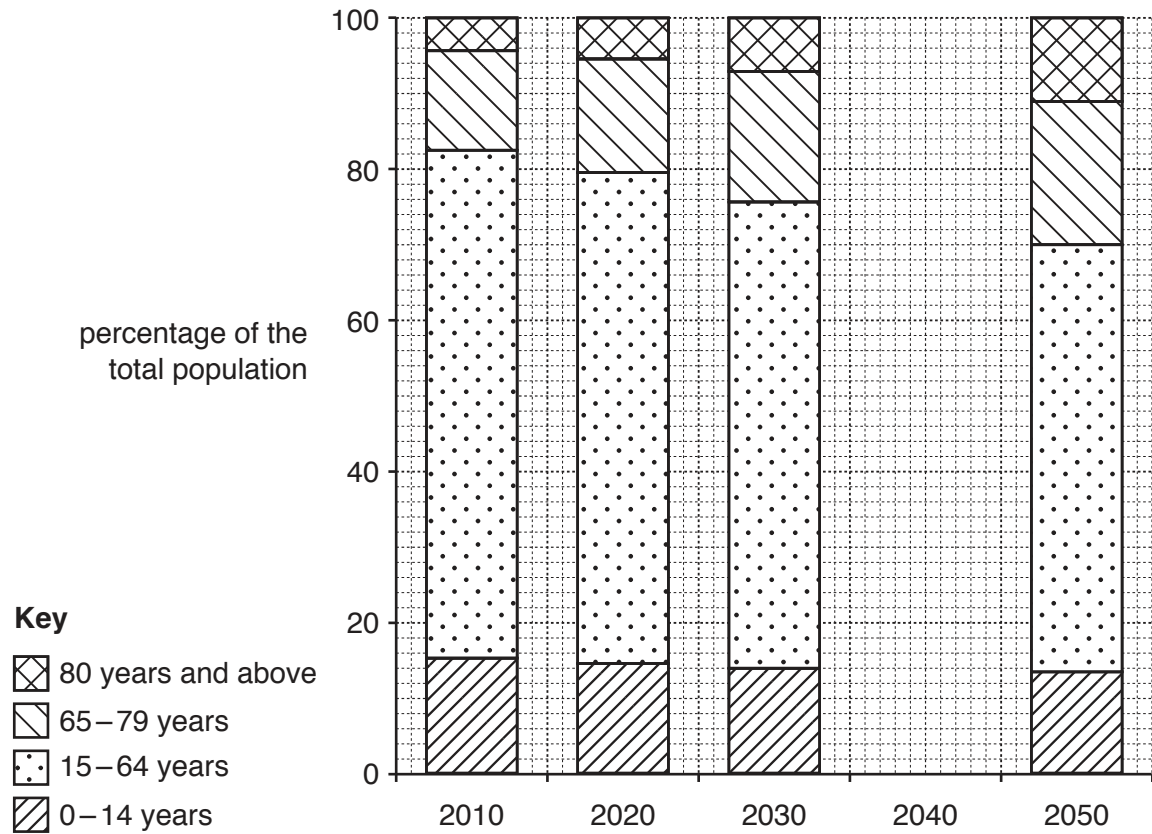 100
80
60
40
20
0
percentage of the
total population
Key
80 years and above
65–79 years
15–64 years
0–14 years
2010 2020 2030 2040 2050